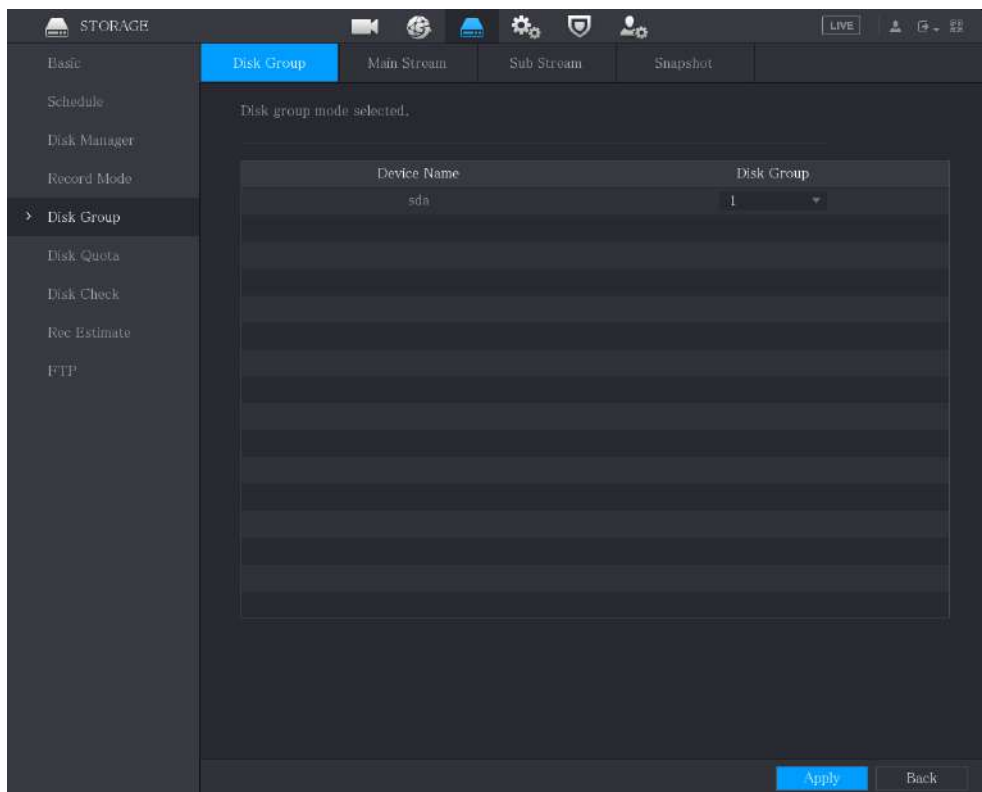 STORAGE
LIVE
Basic
Schedule
Disk Manager
Record Mode
Disk Group
Disk Quota
Disk Check
Rec Estimate
FTP
Disk Group Main Stream Sub Stream Snapshot
Disk group mode selected.
Device Name Disk Group
sda 1
Apply Back